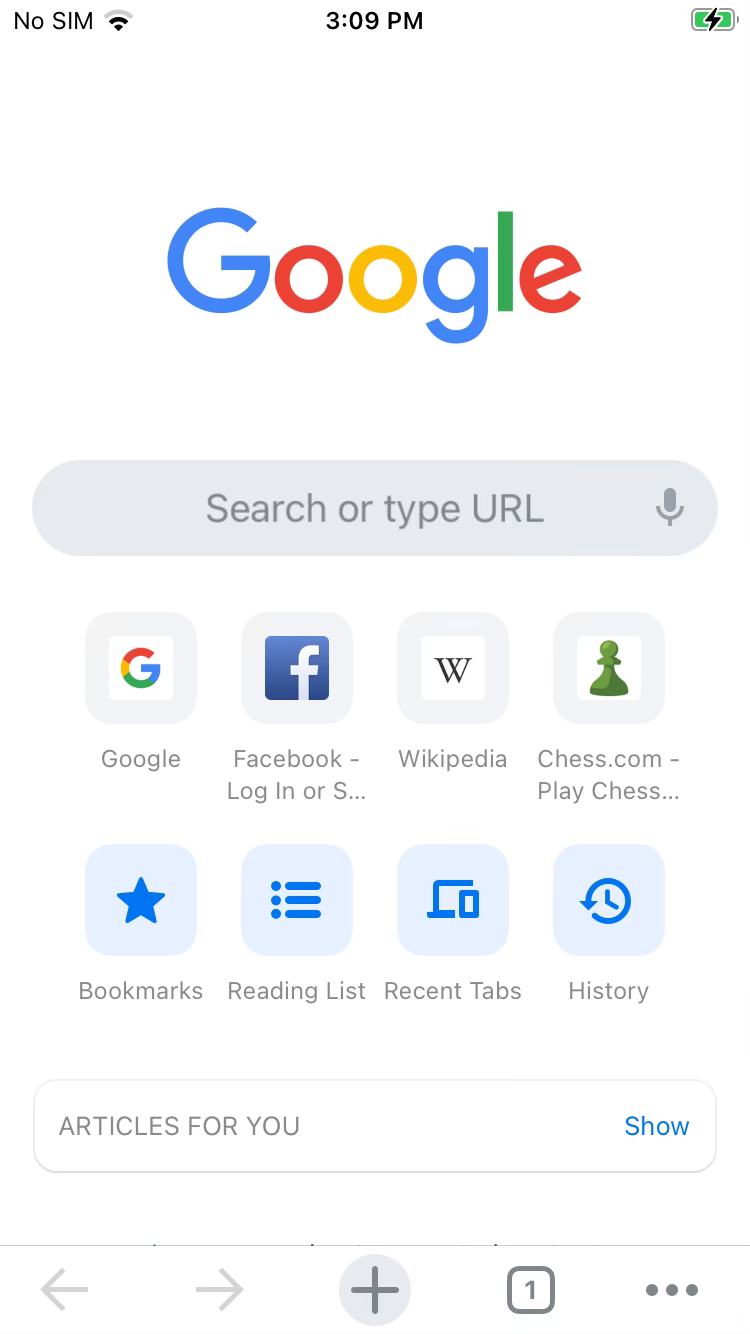 No SIM 3:09 PM
Google
Search or type URL
Google
Facebook -
Log In or S...
Wikipedia
Chess.com -
Play Chess...
Bookmarks
Reading List
Recent Tabs
History
ARTICLES FOR YOU Show
1